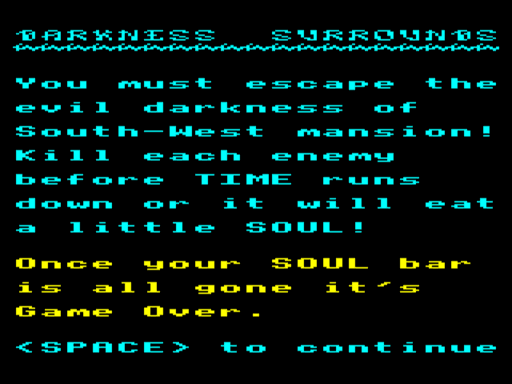 DARKNESS SURROUNDS
You must escape the
evil darkness of
South-West mansion!
Kill each enemy
before TIME runs
down or it will eat
a little SOUL!
Once your SOUL bar
is all gone it's
Game Over.
<SPACE> to continue